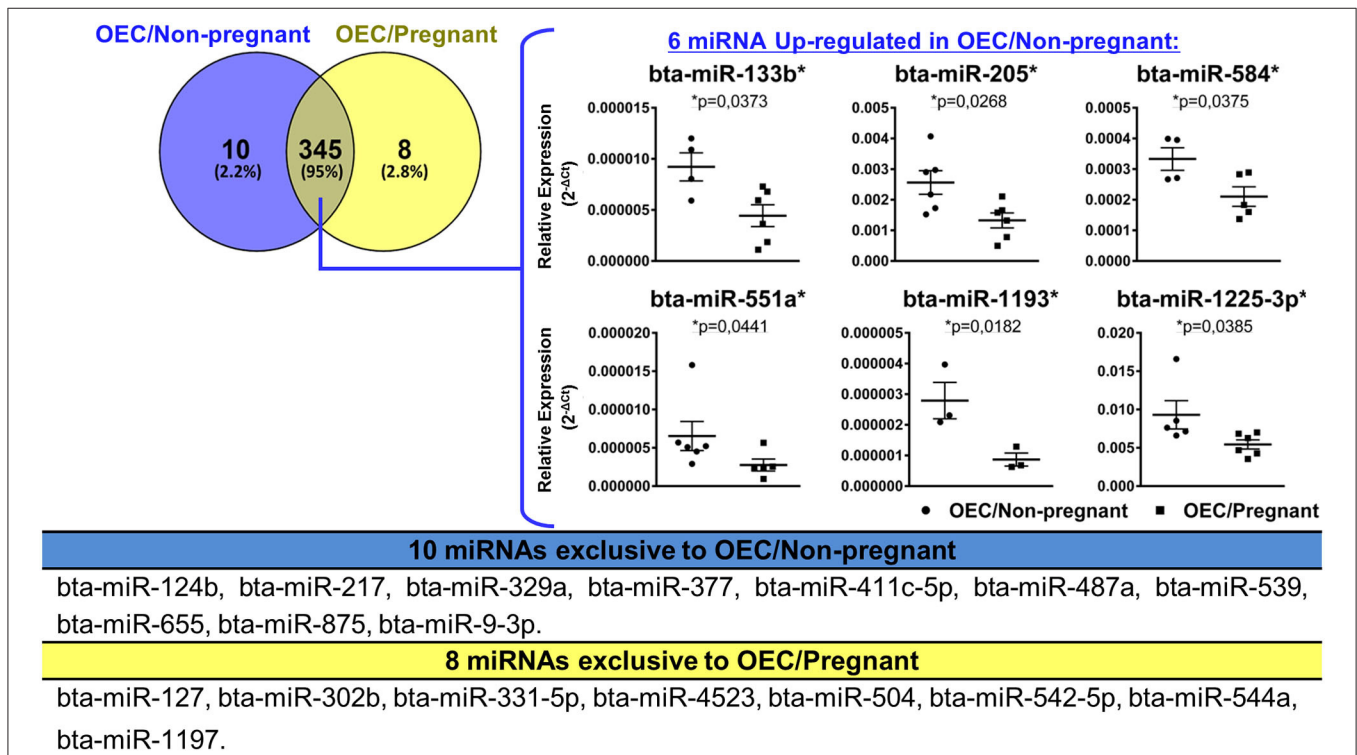 OEC/Non-pregnant
OEC/Pregnant
10
(2.2%)
345
(95%)
8
(2.8%)
6 miRNA Up-regulated in OEC/Non-pregnant:
bta-miR-133b*
*p=0,0373
Relative Expression
(2^-ΔCt)
0.000015
0.000010
0.000005
0.000000
bta-miR-205*
*p=0,0268
0.005
0.004
0.003
0.002
0.001
0.000
bta-miR-584*
*p=0,0375
0.0005
0.0004
0.0003
0.0002
0.0001
0.0000
bta-miR-551a*
*p=0,0441
Relative Expression
(2^-ΔCt)
0.000020
0.000015
0.000010
0.000005
0.000000
bta-miR-1193*
*p=0,0182
0.000005
0.000004
0.000003
0.000002
0.000001
0.000000
bta-miR-1225-3p*
*p=0,0385
0.020
0.015
0.010
0.005
0.000
OEC/Non-pregnant
OEC/Pregnant
10 miRNAs exclusive to OEC/Non-pregnant
bta-miR-124b, bta-miR-217, bta-miR-329a, bta-miR-377, bta-miR-411c-5p, bta-miR-487a, bta-miR-539,
bta-miR-655, bta-miR-875, bta-miR-9-3p.
8 miRNAs exclusive to OEC/Pregnant
bta-miR-127, bta-miR-302b, bta-miR-331-5p, bta-miR-4523, bta-miR-504, bta-miR-542-5p, bta-miR-544a,
bta-miR-1197.